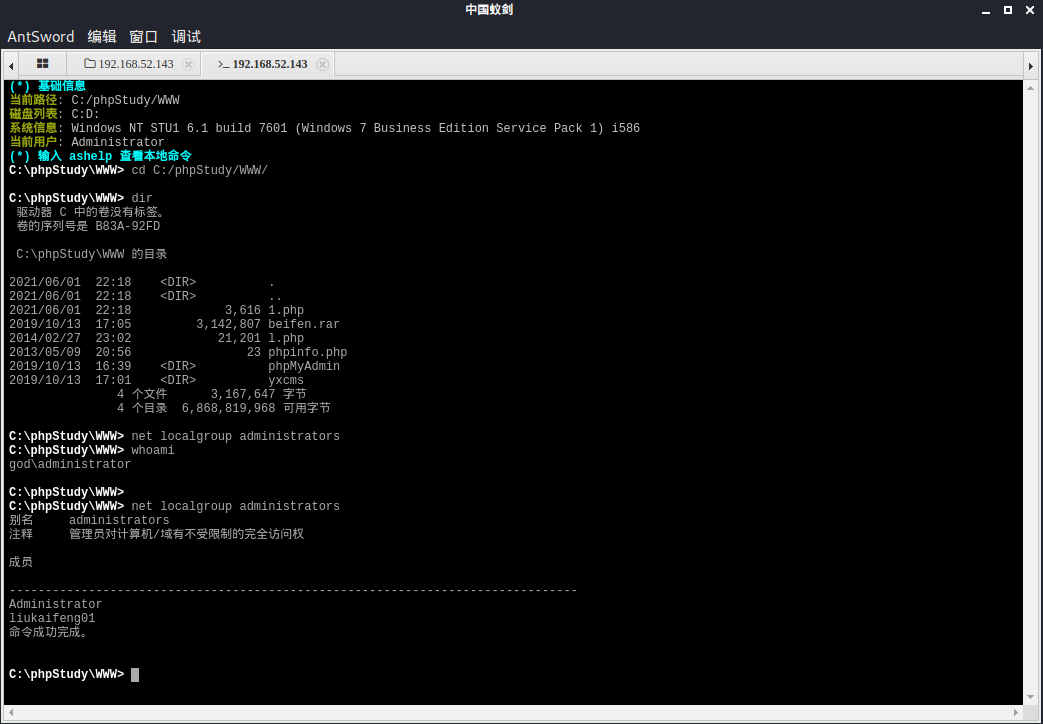 中国蚁剑
AntSword 编辑 窗口 调试
192.168.52.143 >_ 192.168.52.143
(*) 基础信息
当前路径: C:/phpStudy/WWW
磁盘列表: C:D:
系统信息: Windows NT STU1 6.1 build 7601 (Windows 7 Business Edition Service Pack 1) i586
当前用户: Administrator
(*) 输入 ashelp 查看本地命令
C:\phpStudy\WWW> cd C:/phpStudy/WWW/
C:\phpStudy\WWW> dir
驱动器 C 中的卷没有标签。
卷的序列号是 B83A-92FD
C:\phpStudy\WWW 的目录
2021/06/01  22:18    <DIR>          .
2021/06/01  22:18    <DIR>          ..
2021/06/01  22:18             3,616 1.php
2019/10/13  17:05         3,142,807 beifen.rar
2014/02/27  23:02            21,201 l.php
2013/05/09  20:56                23 phpinfo.php
2019/10/13  16:39    <DIR>          phpMyAdmin
2019/10/13  17:01    <DIR>          yxcms
4 个文件      3,167,647 字节
4 个目录  6,868,819,968 可用字节
C:\phpStudy\WWW> net localgroup administrators
C:\phpStudy\WWW> whoami
god\administrator
C:\phpStudy\WWW>
C:\phpStudy\WWW> net localgroup administrators
别名     administrators
注释     管理员对计算机/域有不受限制的完全访问权
成员
-------------------------------------------------------------------------------
Administrator
liukaifeng01
命令成功完成。
C:\phpStudy\WWW>